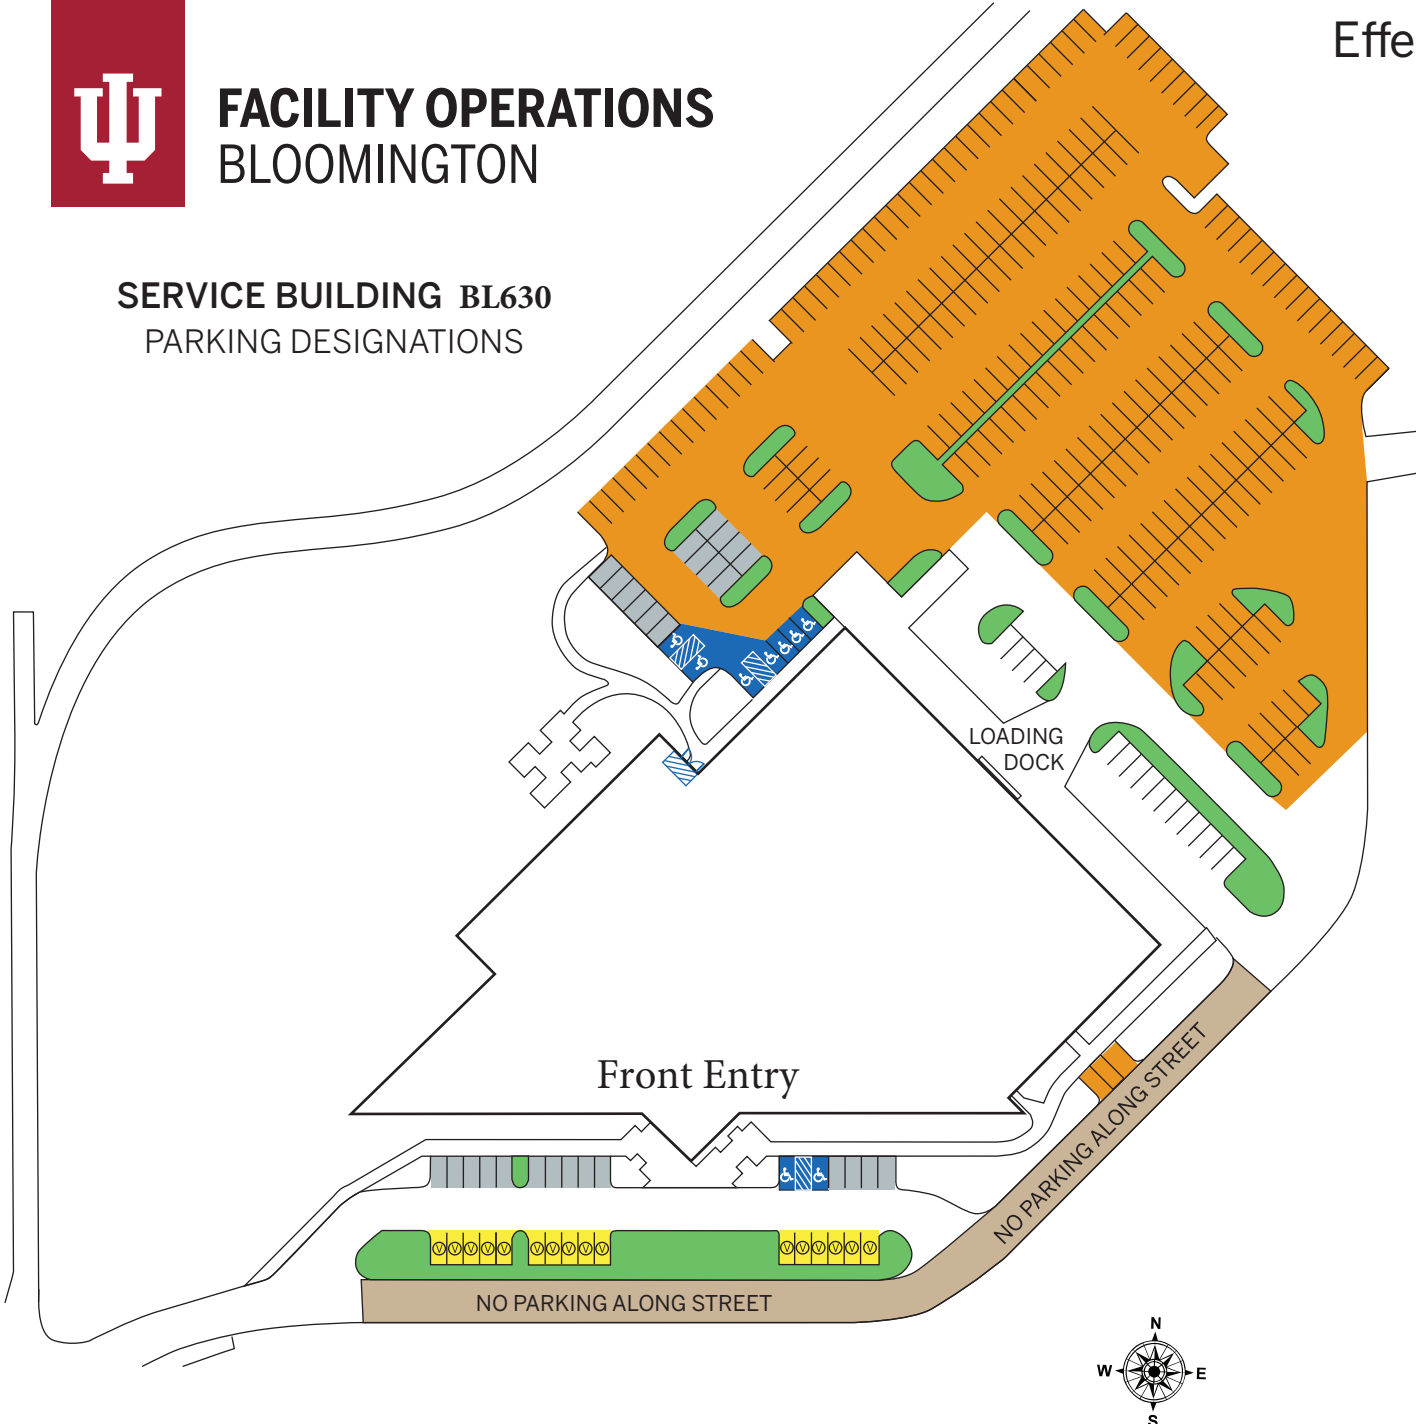 Effe
FACILITY OPERATIONS
BLOOMINGTON
SERVICE BUILDING BL630
PARKING DESIGNATIONS
LOADING
DOCK
Front Entry
NO PARKING ALONG STREET
V V V V V V V V V V V V V V V V
NO PARKING ALONG STREET
N
W E
S